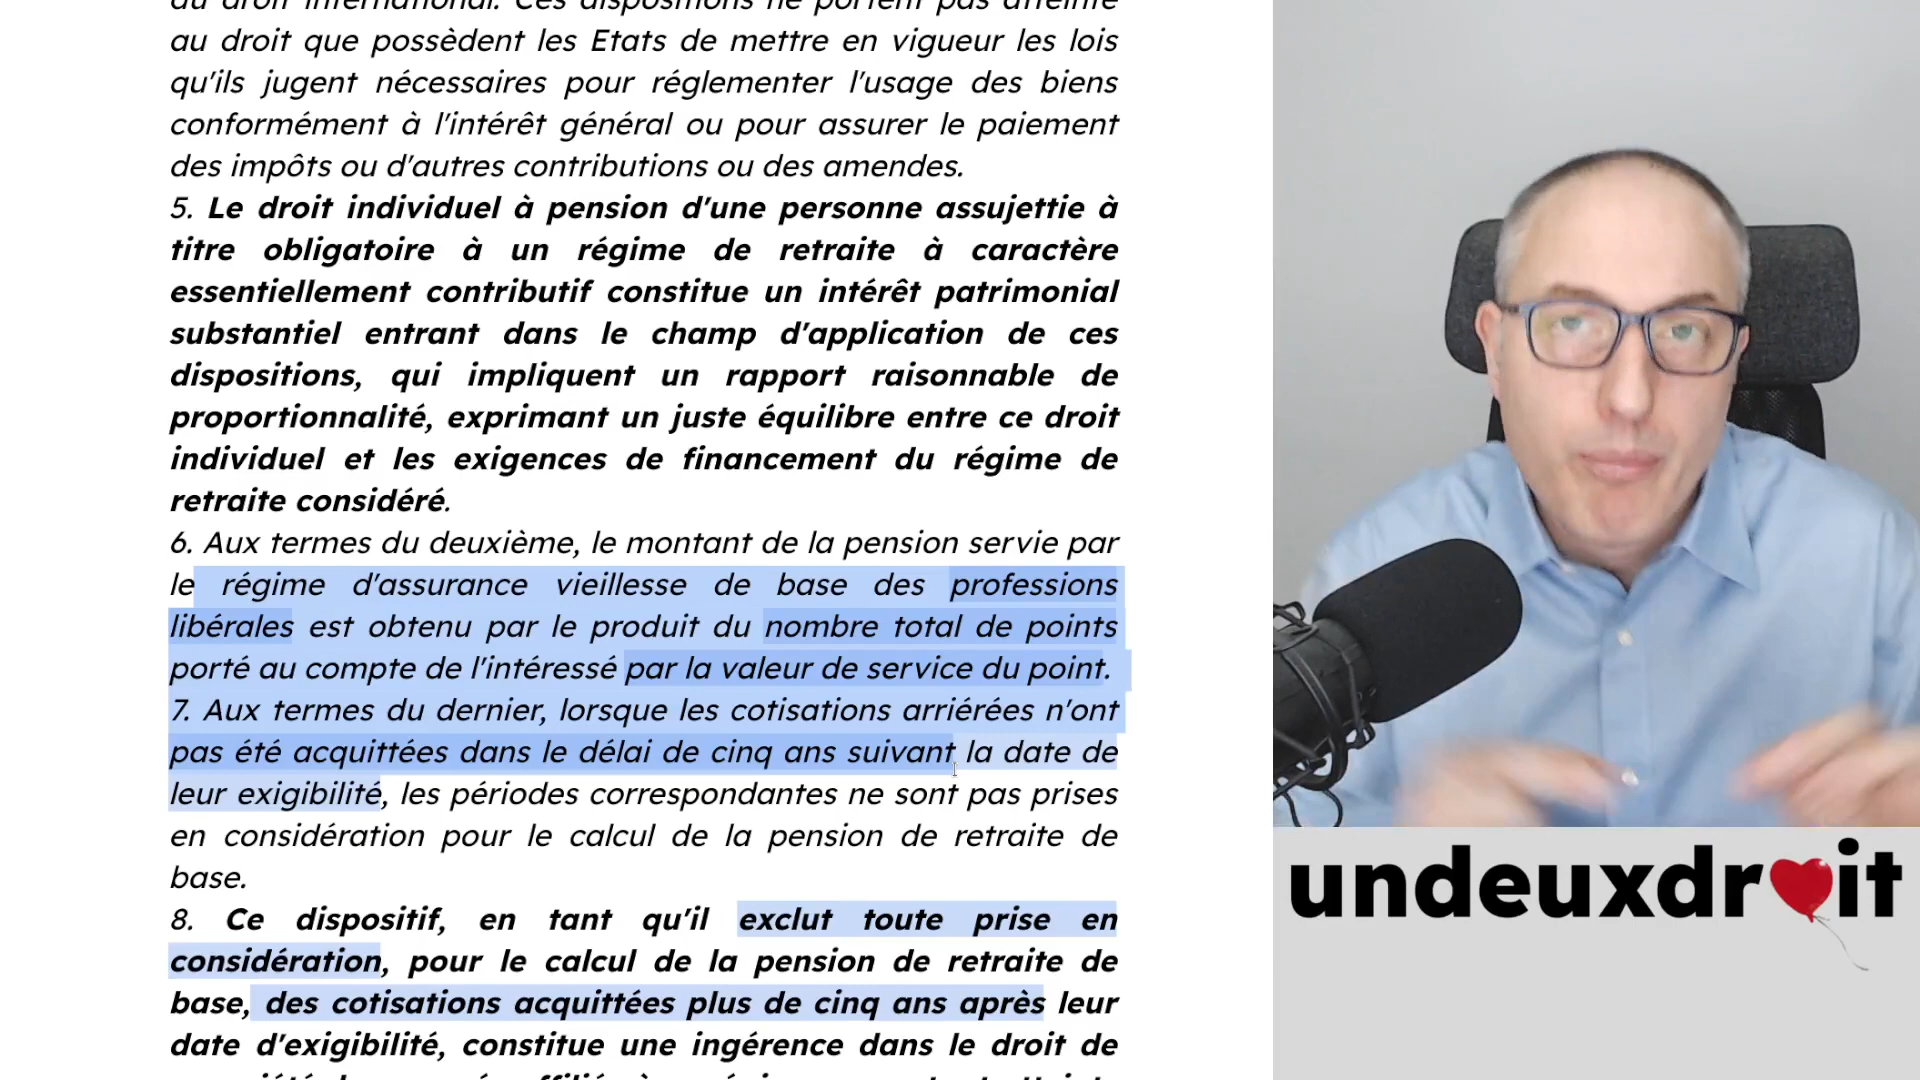 au droit international. Ces dispositions ne portent pas atteinte
au droit que possèdent les Etats de mettre en vigueur les lois
qu'ils jugent nécessaires pour réglementer l'usage des biens
conformément à l'intérêt général ou pour assurer le paiement
des impôts ou d'autres contributions ou des amendes.
5. Le droit individuel à pension d'une personne assujettie à
titre obligatoire à un régime de retraite à caractère
essentiellement contributif constitue un intérêt patrimonial
substantiel entrant dans le champ d'application de ces
dispositions, qui impliquent un rapport raisonnable de
proportionnalité, exprimant un juste équilibre entre ce droit
individuel et les exigences de financement du régime de
retraite considéré.
6. Aux termes du deuxième, le montant de la pension servie par
le régime d'assurance vieillesse de base des professions
libérales est obtenu par le produit du nombre total de points
porté au compte de l'intéressé par la valeur de service du point.
7. Aux termes du dernier, lorsque les cotisations arriérées n'ont
pas été acquittées dans le délai de cinq ans suivant la date de
leur exigibilité, les périodes correspondantes ne sont pas prises
en considération pour le calcul de la pension de retraite de
base.
8. Ce dispositif, en tant qu'il exclut toute prise en
considération, pour le calcul de la pension de retraite de
base, des cotisations acquittées plus de cinq ans après leur
date d'exigibilité, constitue une ingérence dans le droit de
undeuxdroit